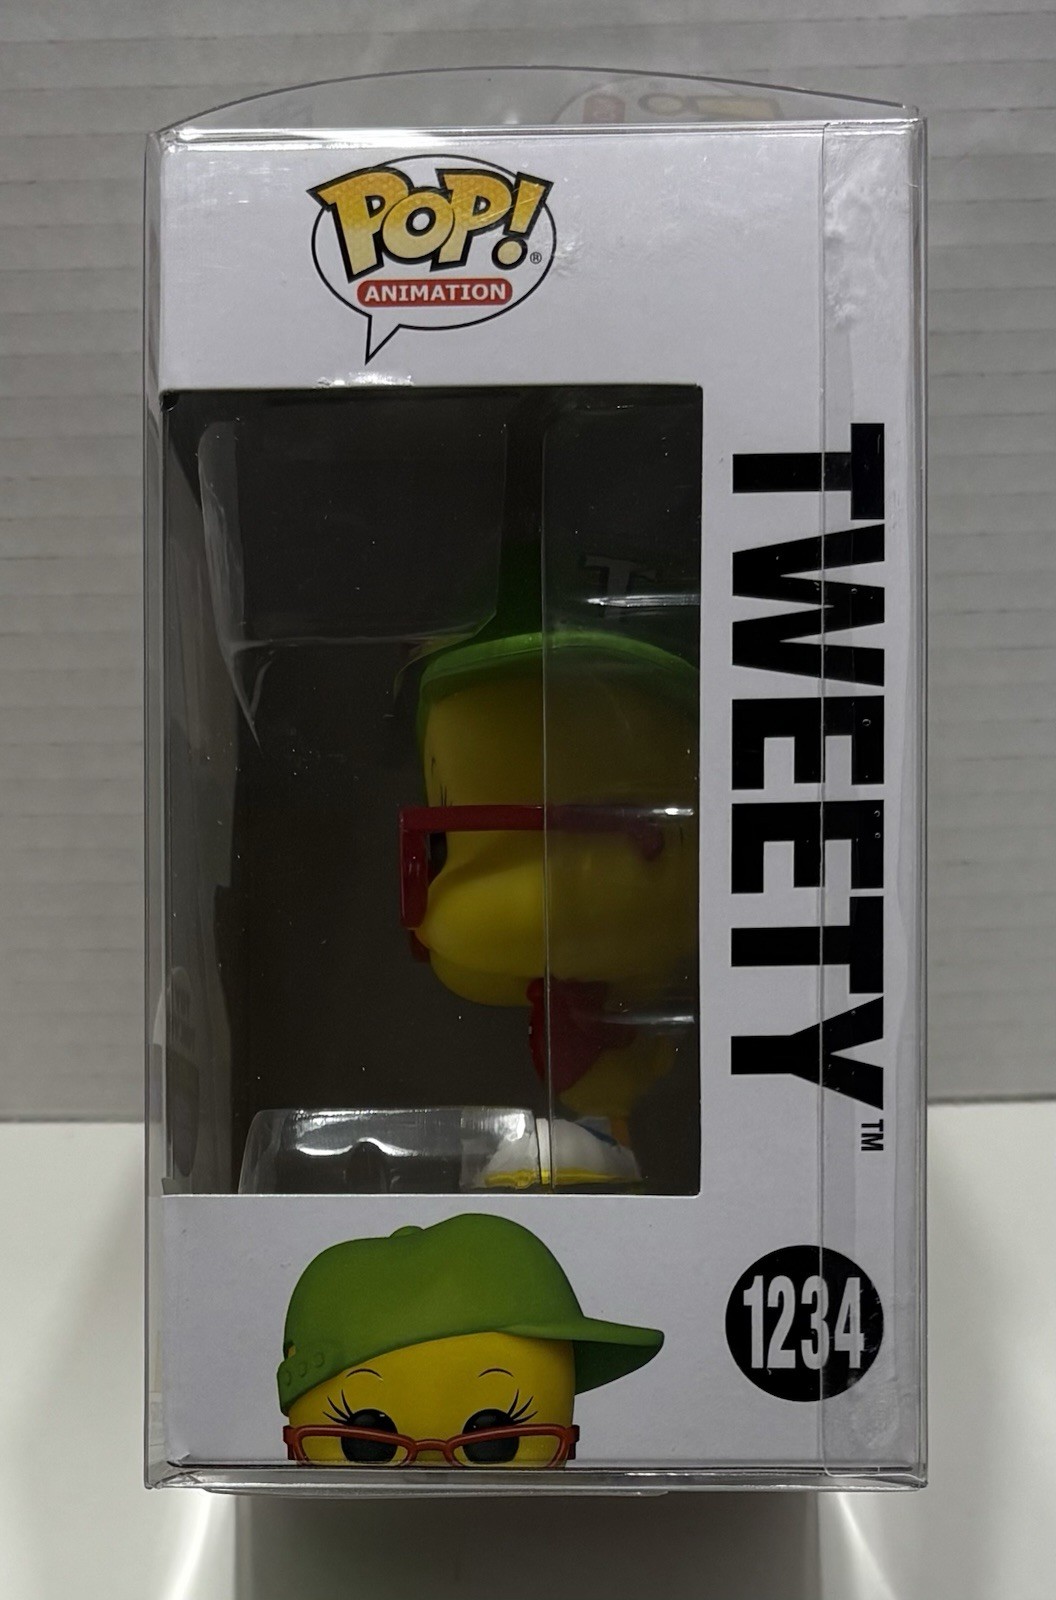 POP!®
ANIMATION
TWEETY™
1234